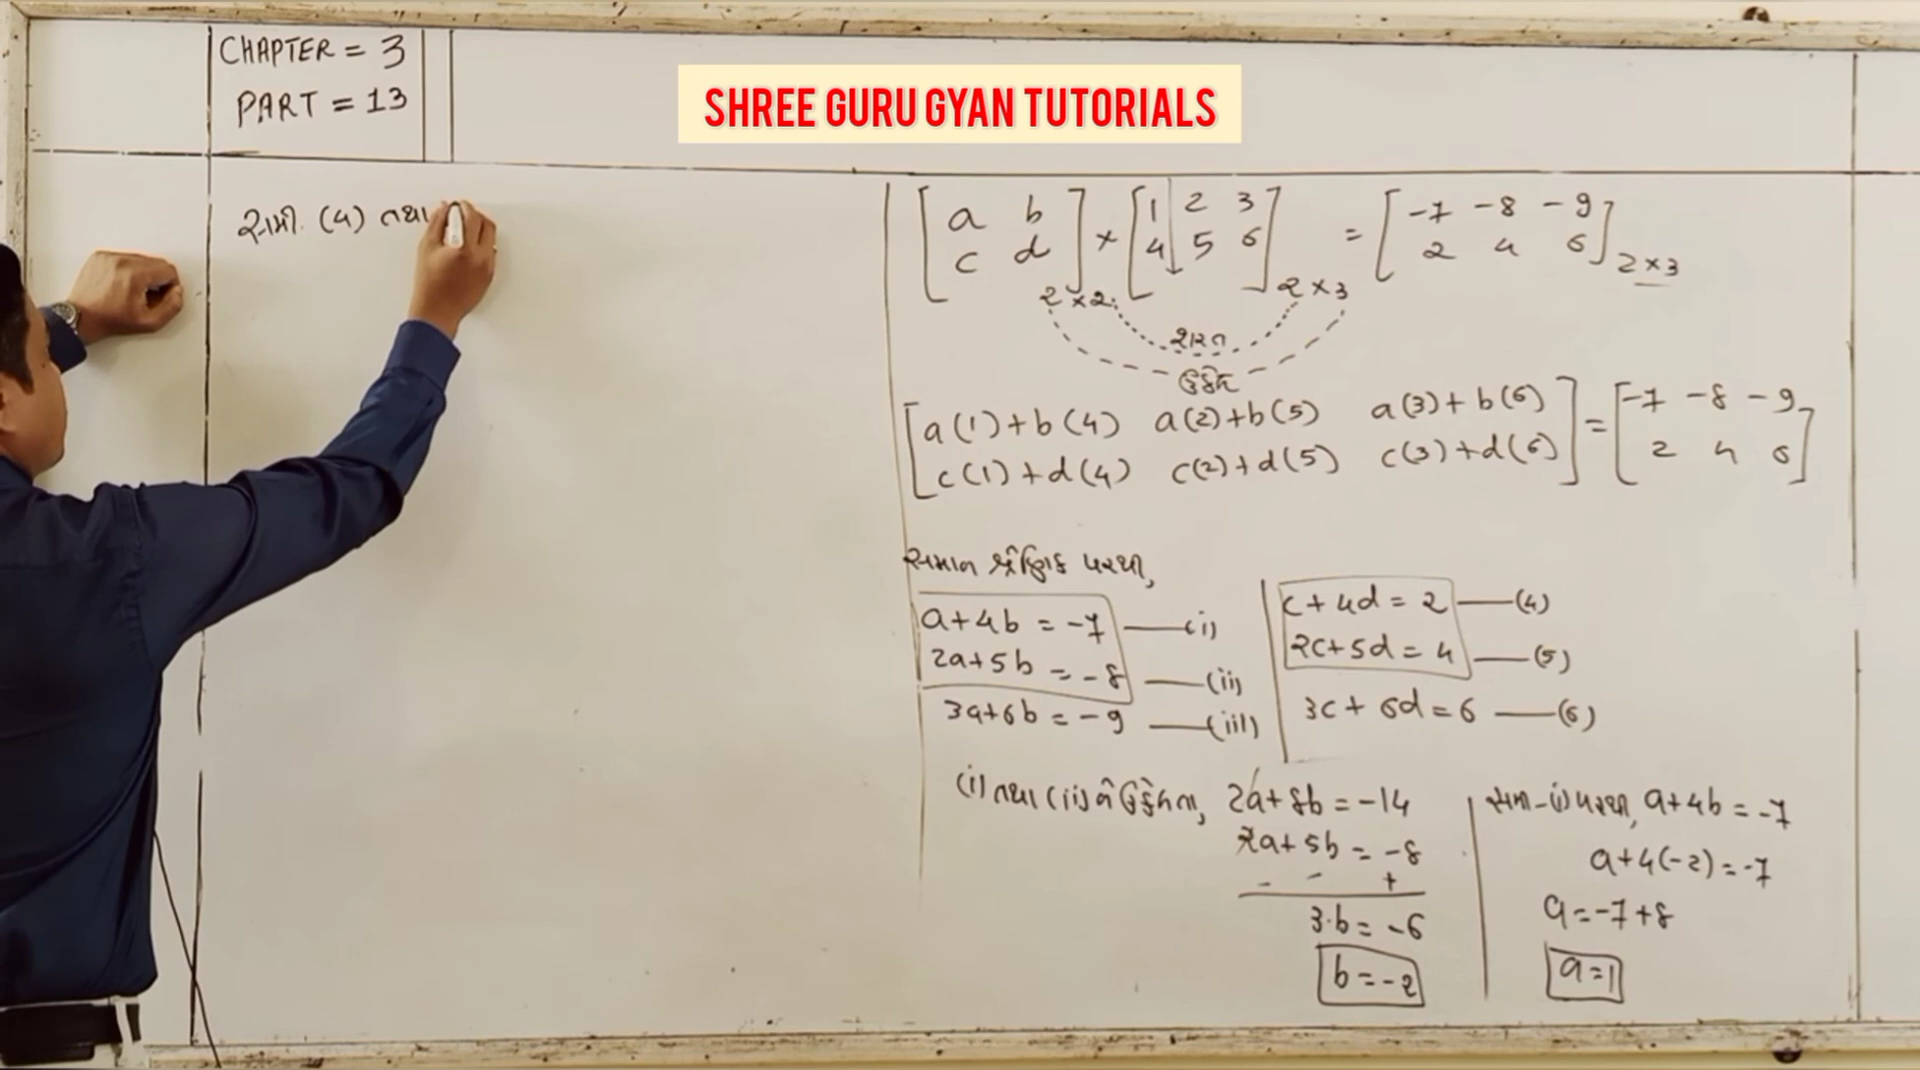 CHAPTER = 3
PART = 13
SHREE GURU GYAN TUTORIALS
સમી. (૫) તથા
[a b] × [1 2 3] = [-7 -8 -9]
[c d] 2×2 [4 5 6] 2×3 [2 4 6] 2×3
સરખા
[a(1)+b(4) a(2)+b(5) a(3)+b(6)] = [-7 -8 -9]
[c(1)+d(4) c(2)+d(5) c(3)+d(6)] [2 4 6]
સમાન શ્રેણિક પરથી,
a+4b = -7 —(i)
2a+5b = -8 —(ii)
3a+6b = -9 —(iii)
c+4d = 2 —(4)
2c+5d = 4 —(5)
3c+6d = 6 —(6)
(i) તથા (ii) ને ઉકેલતા, 2a+8b = -14
2a+5b = -8
- - +
3·b = -6
b = -2
સમી-(i) પરથી, a+4b = -7
a+4(-2) = -7
a = -7+8
a = 1